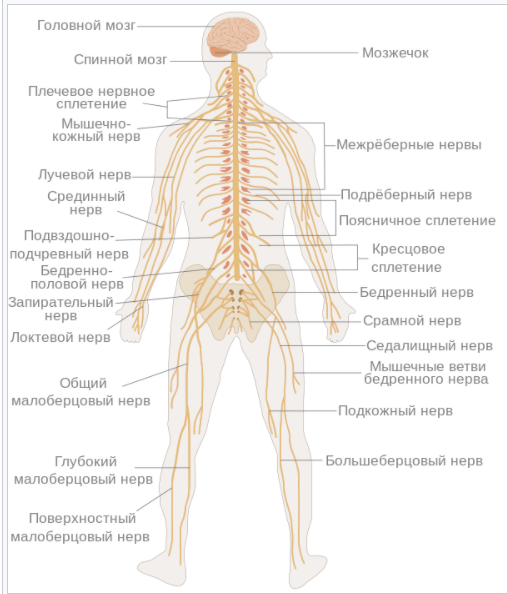 Головной мозг
Спинной мозг
Плечевое нервное
сплетение
Мышечно-
кожный нерв
Лучевой нерв
Срединный
нерв
Подвздошно-
подчревный нерв
Бедренно-
половой нерв
Запирательный
нерв
Локтевой нерв
Общий
малоберцовый нерв
Глубокий
малоберцовый нерв
Поверхностный
малоберцовый нерв
Мозжечок
Межрёберные нервы
Подрёберный нерв
Поясничное сплетение
Кресцовое
сплетение
Бедренный нерв
Срамной нерв
Седалищный нерв
Мышечные ветви
бедренного нерва
Подкожный нерв
Большеберцовый нерв